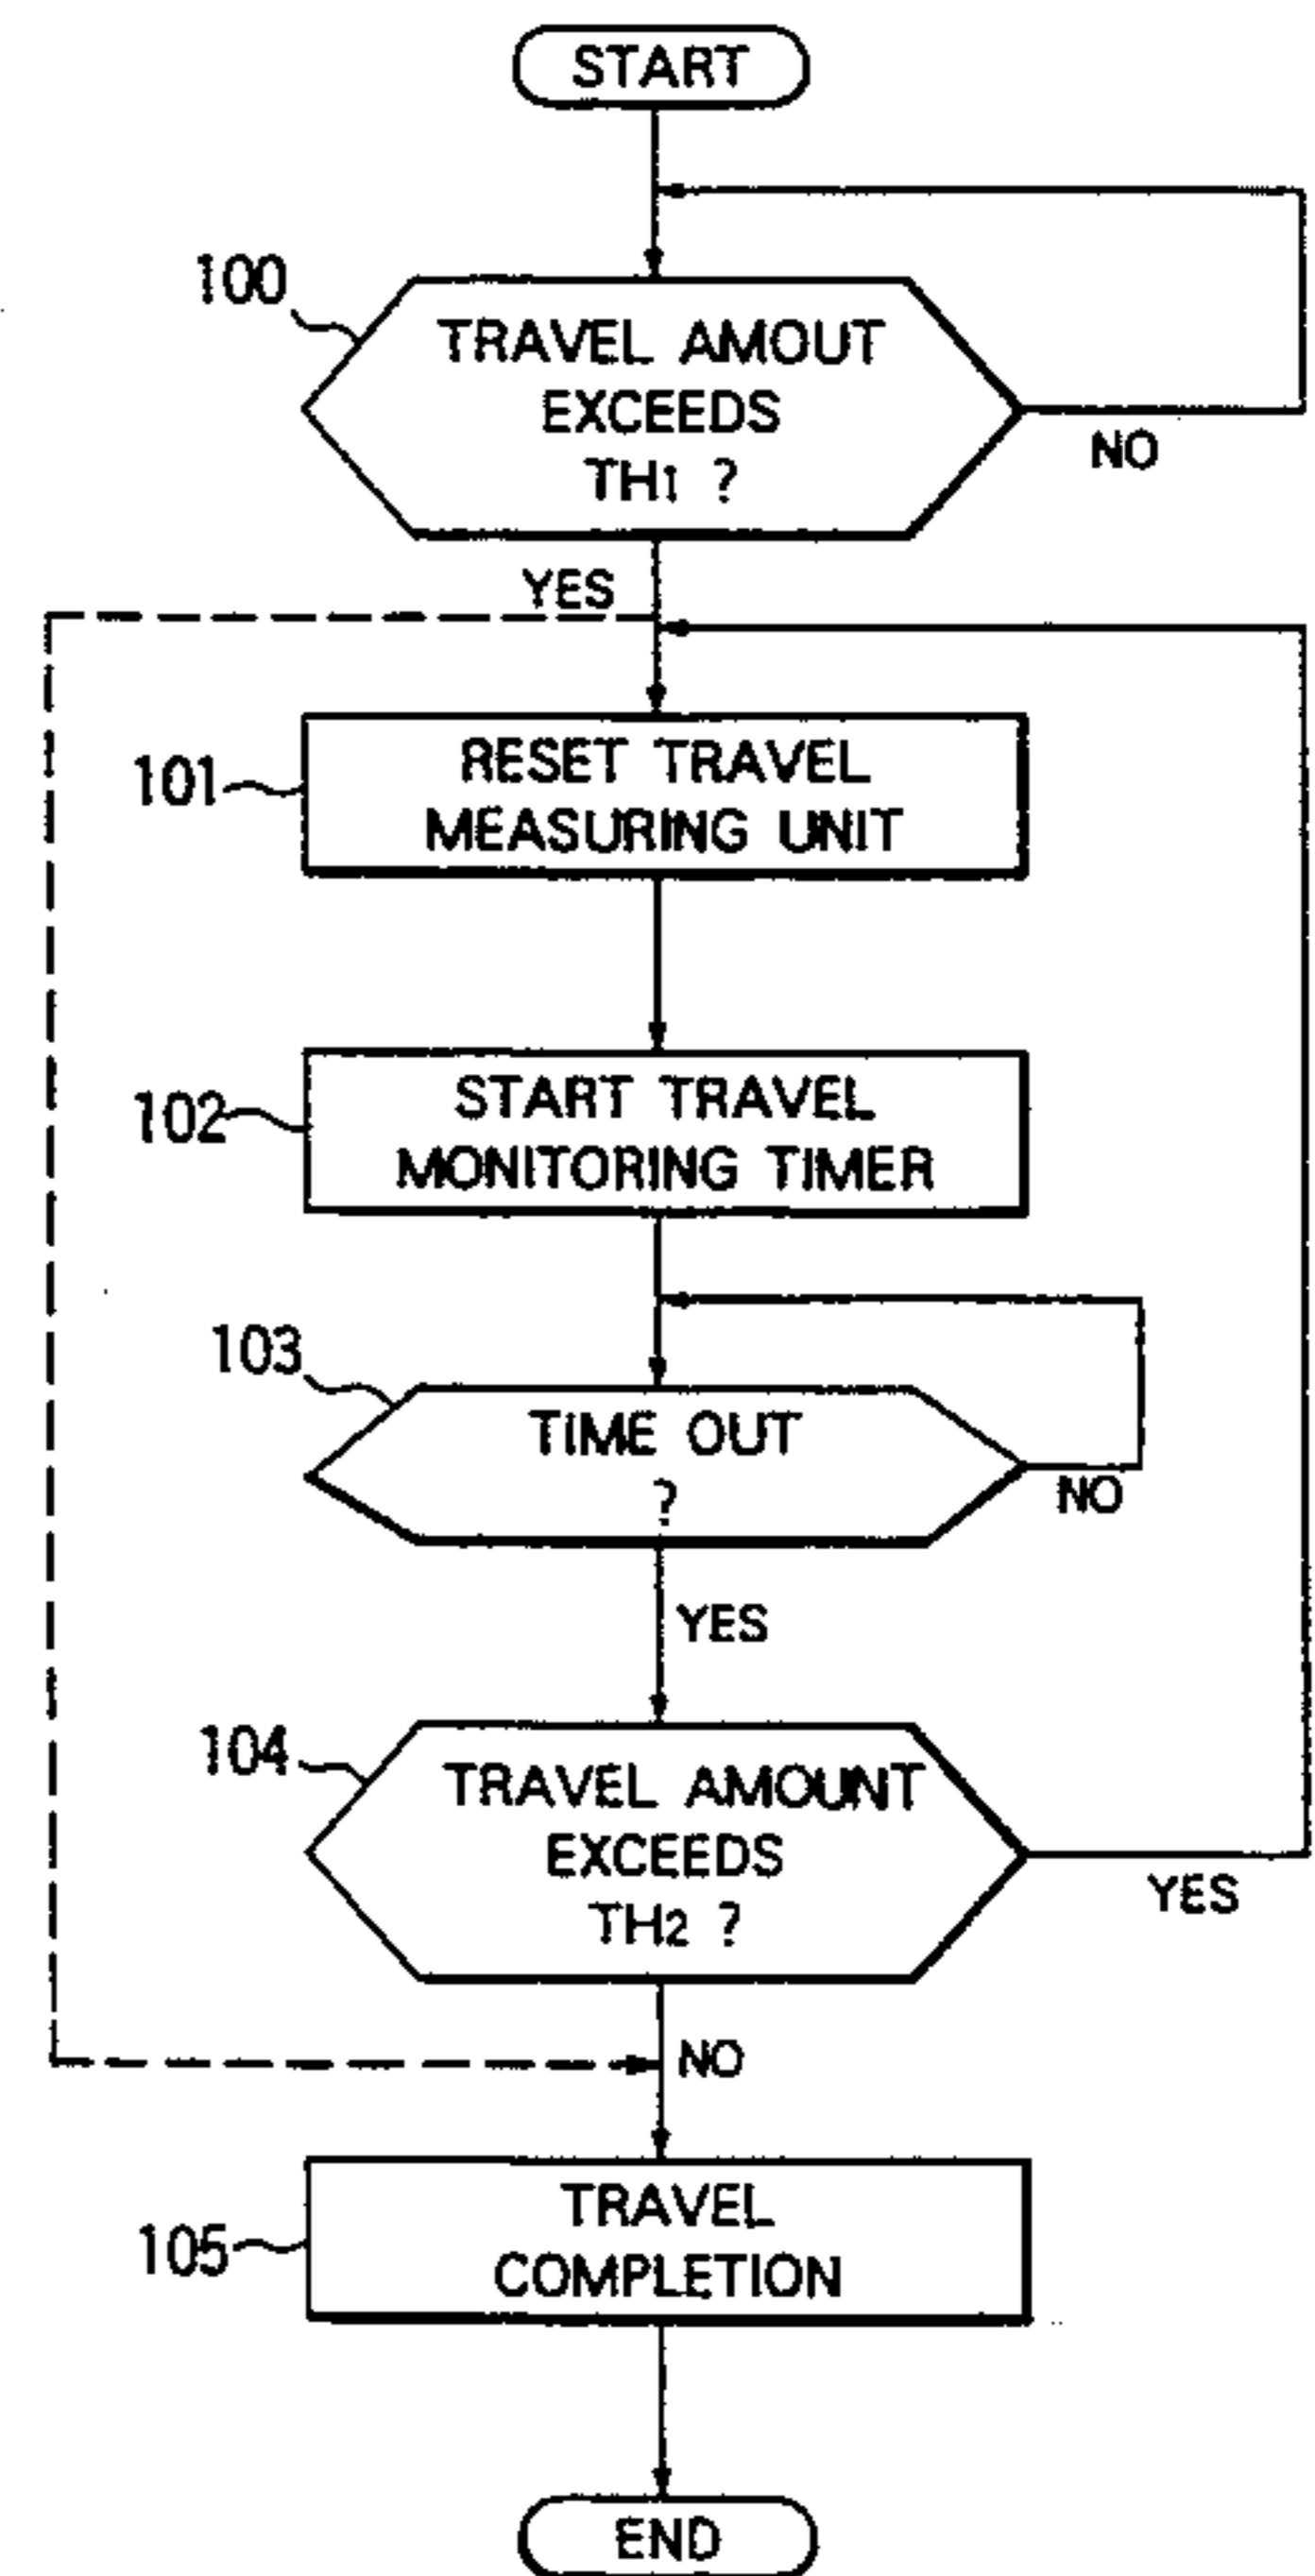 START
100
TRAVEL AMOUT
EXCEEDS
TH1 ?
NO
YES
101
RESET TRAVEL
MEASURING UNIT
102
START TRAVEL
MONITORING TIMER
103
TIME OUT
?
NO
YES
104
TRAVEL AMOUNT
EXCEEDS
TH2 ?
YES
NO
105
TRAVEL
COMPLETION
END